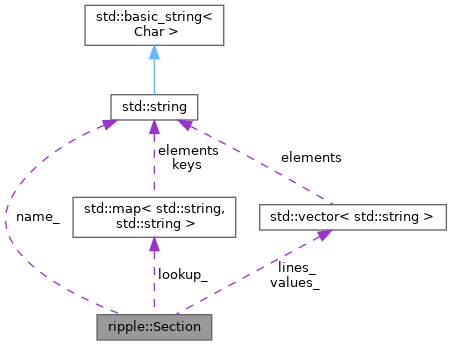 std::basic_string<
Char >
std::string
elements
keys
elements
name_
std::map< std::string,
std::string >
std::vector< std::string >
lookup_
lines_
values_
ripple::Section